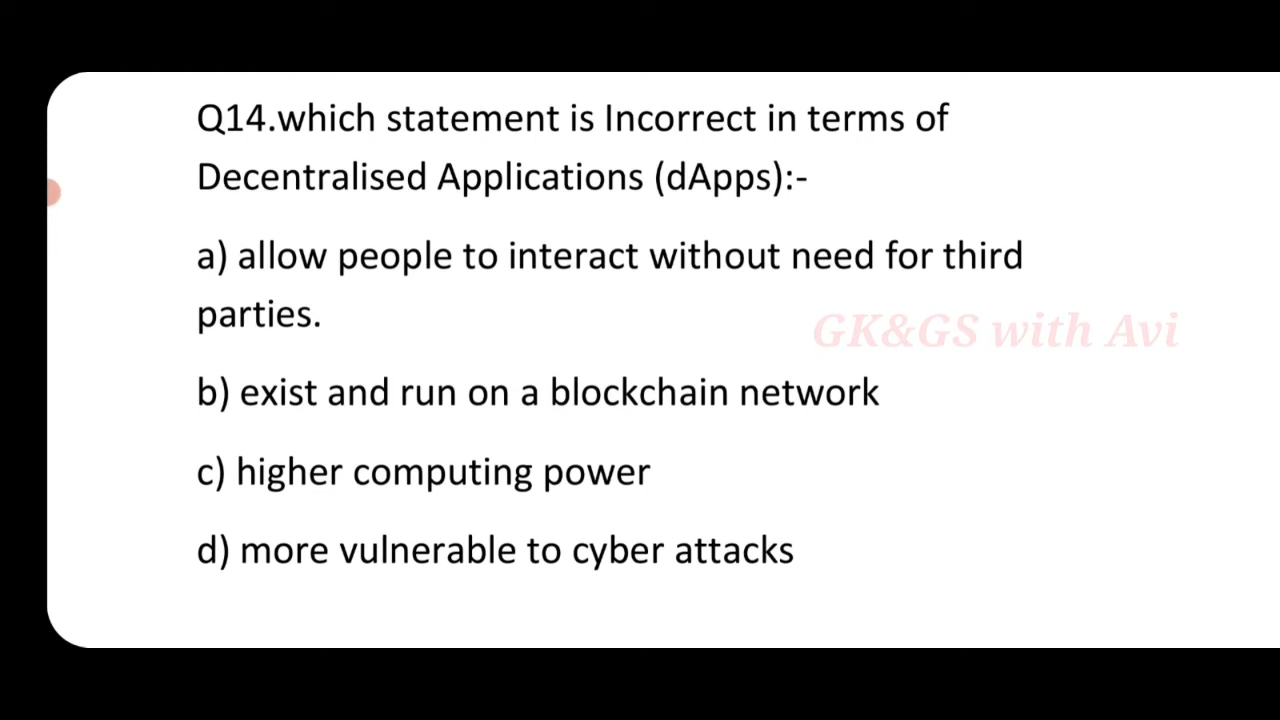 Q14.which statement is Incorrect in terms of
Decentralised Applications (dApps):-
a) allow people to interact without need for third
parties.
GK&GS with Avi
b) exist and run on a blockchain network
c) higher computing power
d) more vulnerable to cyber attacks